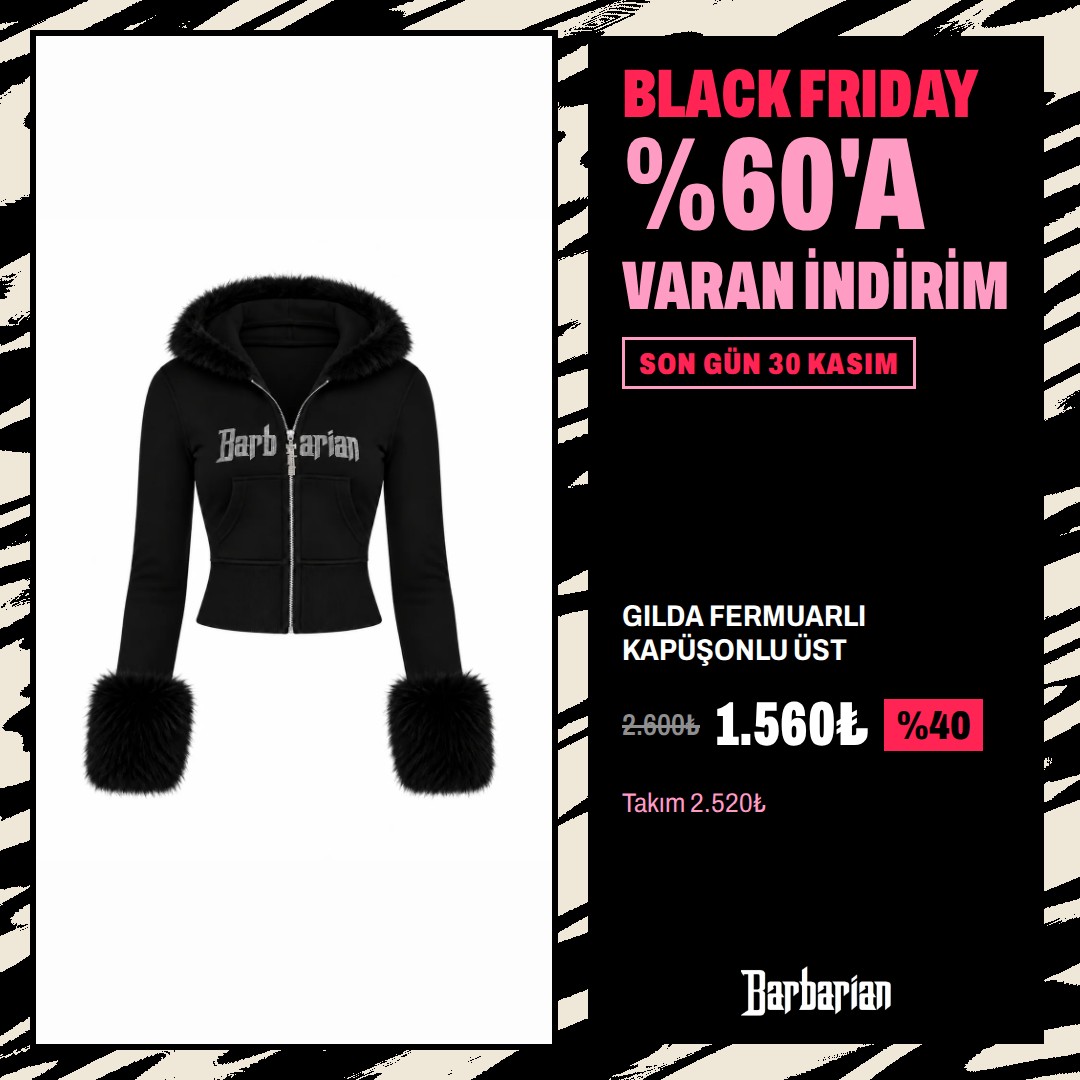 BLACK FRIDAY
%60'A
VARAN İNDİRİM
SON GÜN 30 KASIM
Barbarian
GILDA FERMUARLI
KAPÜŞONLU ÜST
2.600₺ 1.560₺ %40
Takım 2.520₺
Barbarian